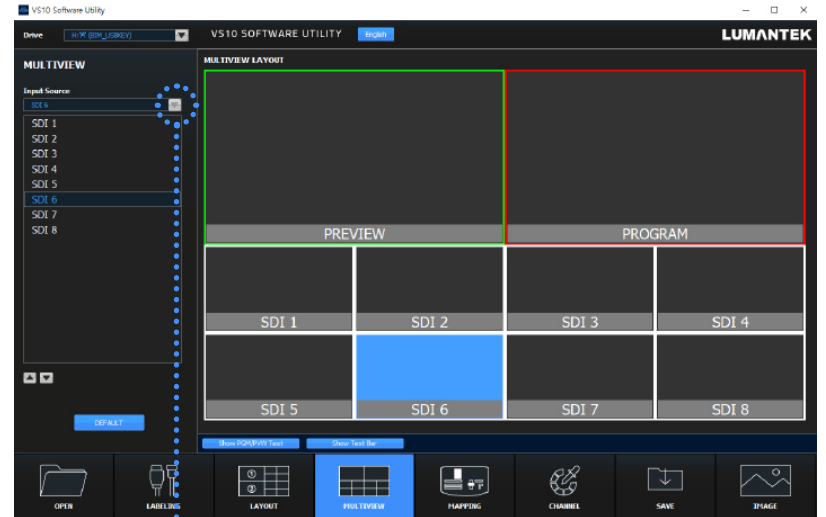 VS10 Software Utility
Drive
VS10 SOFTWARE UTILITY
English
LUMANTEK
MULTIVIEW
MULTIVIEW LAYOUT
Input Source
SDI 6
SDI 1
SDI 2
SDI 3
SDI 4
SDI 5
SDI 6
SDI 7
SDI 8
PREVIEW
PROGRAM
SDI 1
SDI 2
SDI 3
SDI 4
SDI 5
SDI 6
SDI 7
SDI 8
DEFAULT
Show PGM/PVW Text
Show Text Bar
①
②
OPEN
LABELING
LAYOUT
MULTIVIEW
MAPPING
CHANNEL
SAVE
IMAGE